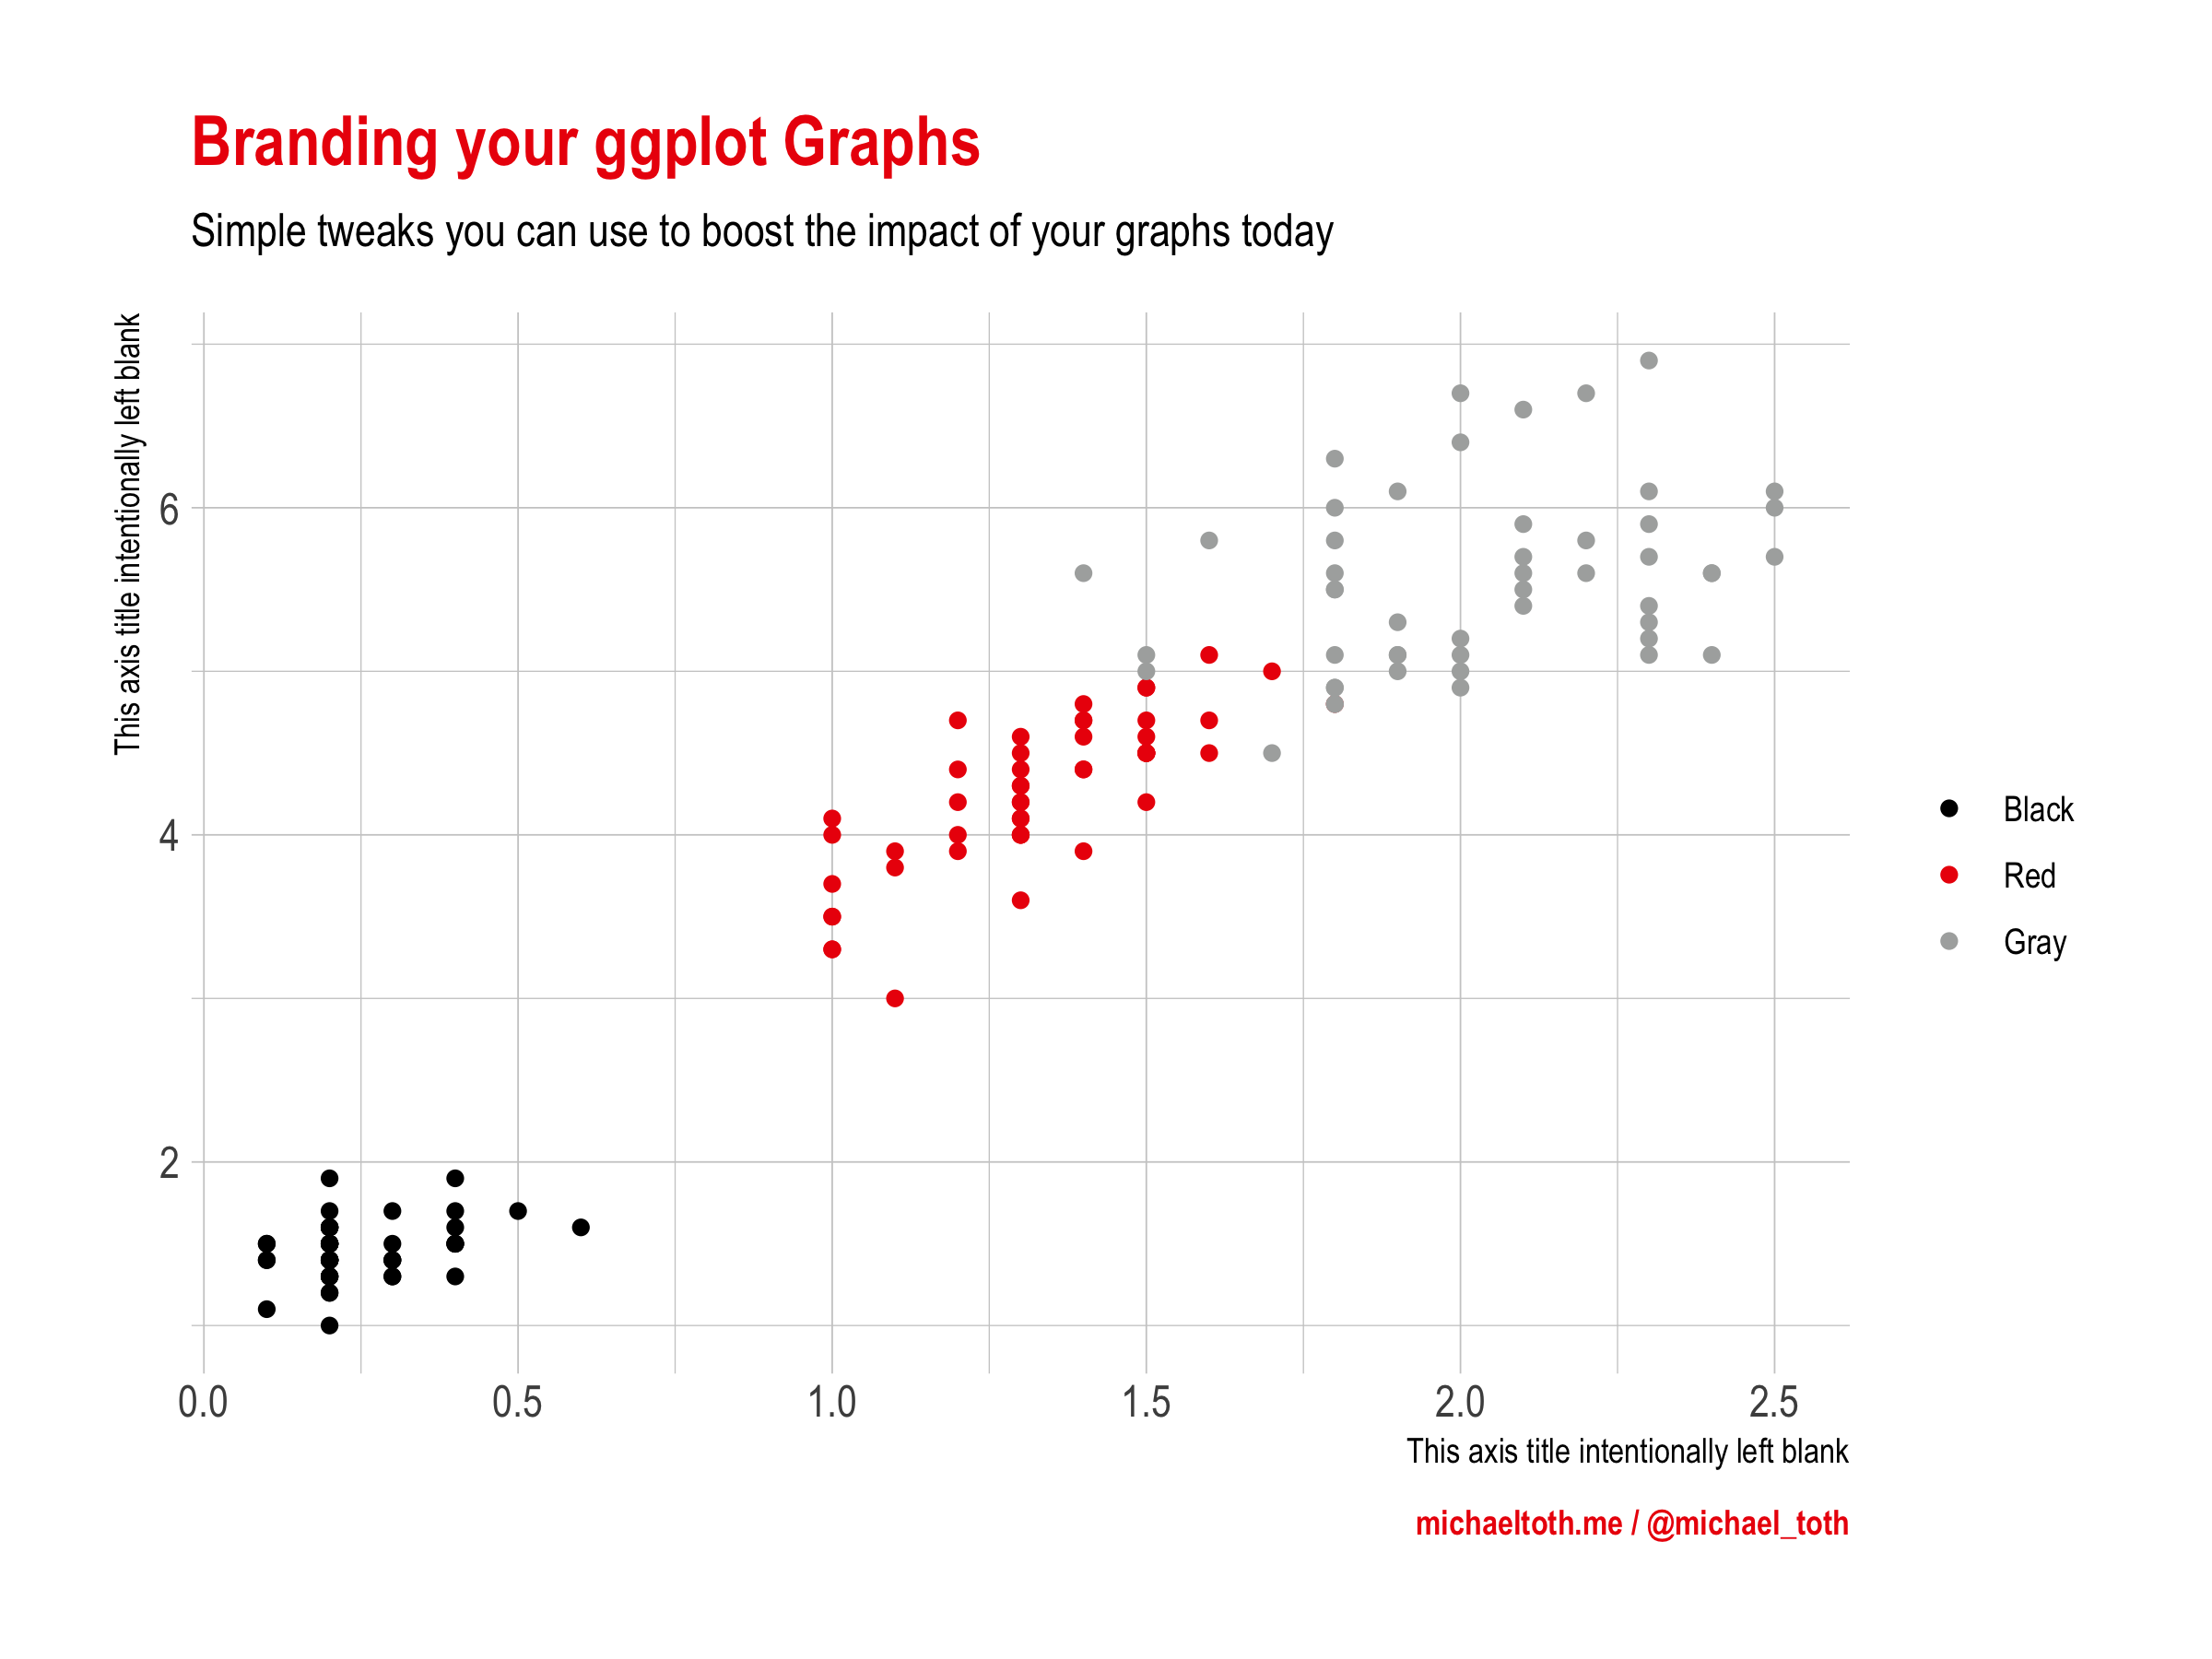 Branding your ggplot Graphs
Simple tweaks you can use to boost the impact of your graphs today
This axis title intentionally left blank
6
4
2
0.0
0.5
1.0
1.5
2.0
2.5
This axis title intentionally left blank
Black
Red
Gray
michaeltoth.me / @michael_toth